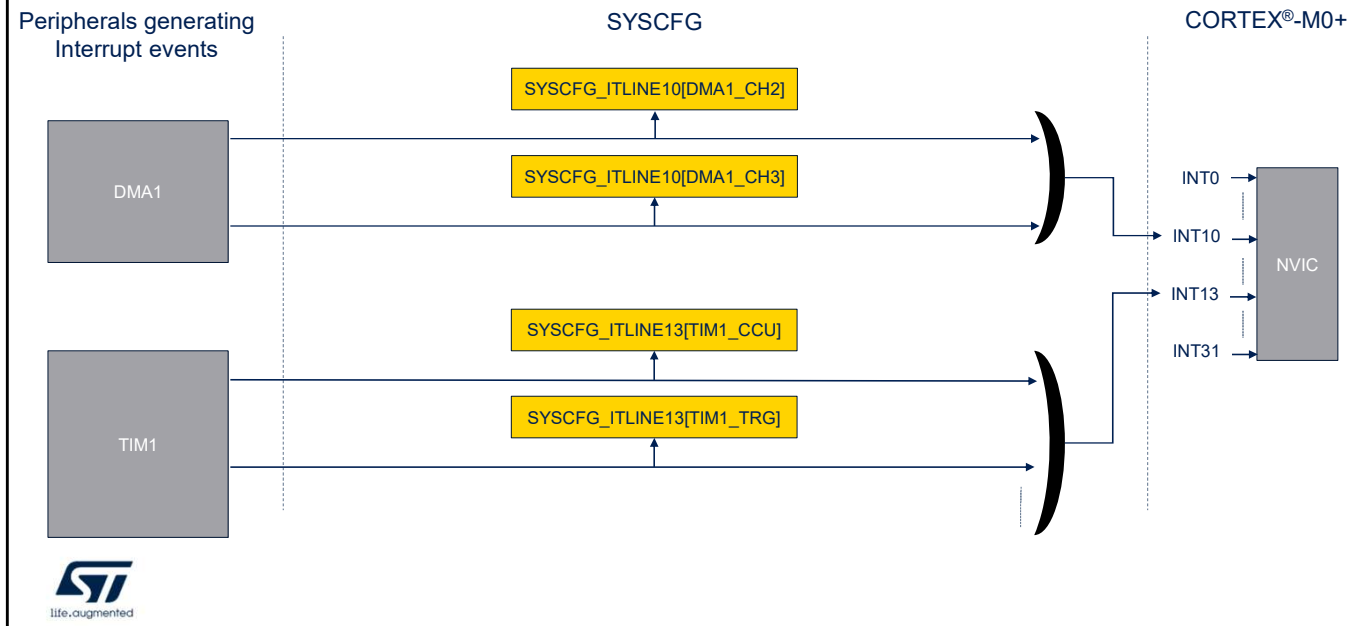 Peripherals generating
Interrupt events
SYSCFG
CORTEX®-M0+
SYSCFG_ITLINE10[DMA1_CH2]
SYSCFG_ITLINE10[DMA1_CH3]
DMA1
INT0
INT10
NVIC
INT13
SYSCFG_ITLINE13[TIM1_CCU]
INT31
SYSCFG_ITLINE13[TIM1_TRG]
TIM1
ST
life.augmented